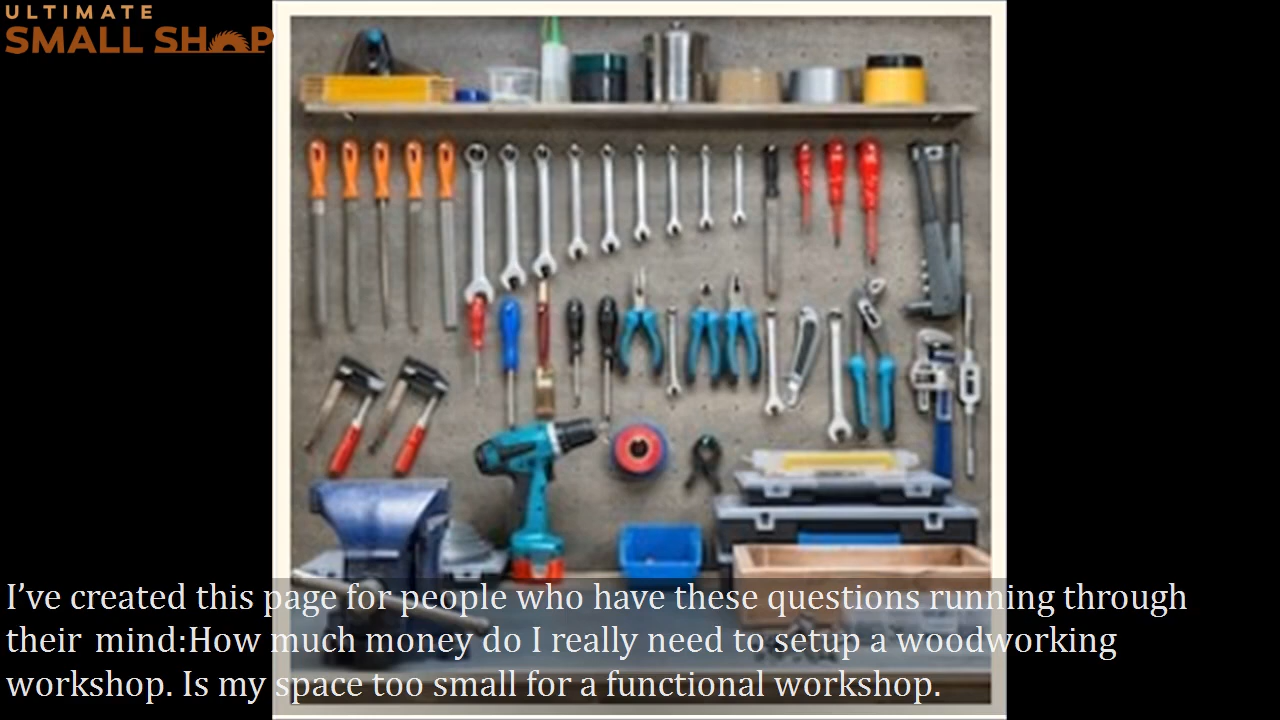 ULTIMATE
SMALL SHOP
I’ve created this page for people who have these questions running through
their mind:How much money do I really need to setup a woodworking
workshop. Is my space too small for a functional workshop.